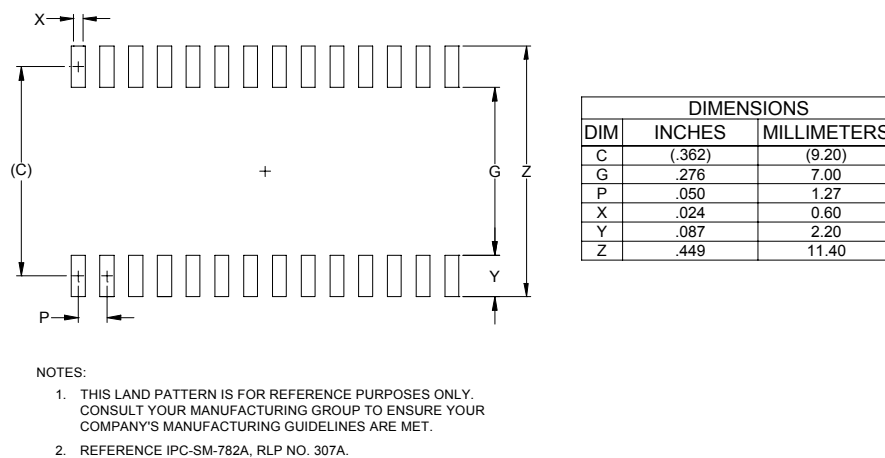 X
(C)
G
Z
Y
P
DIMENSIONS
DIM INCHES MILLIMETERS
C (.362) (9.20)
G .276 7.00
P .050 1.27
X .024 0.60
Y .087 2.20
Z .449 11.40
NOTES:
1. THIS LAND PATTERN IS FOR REFERENCE PURPOSES ONLY.
CONSULT YOUR MANUFACTURING GROUP TO ENSURE YOUR
COMPANY'S MANUFACTURING GUIDELINES ARE MET.
2. REFERENCE IPC-SM-782A, RLP NO. 307A.